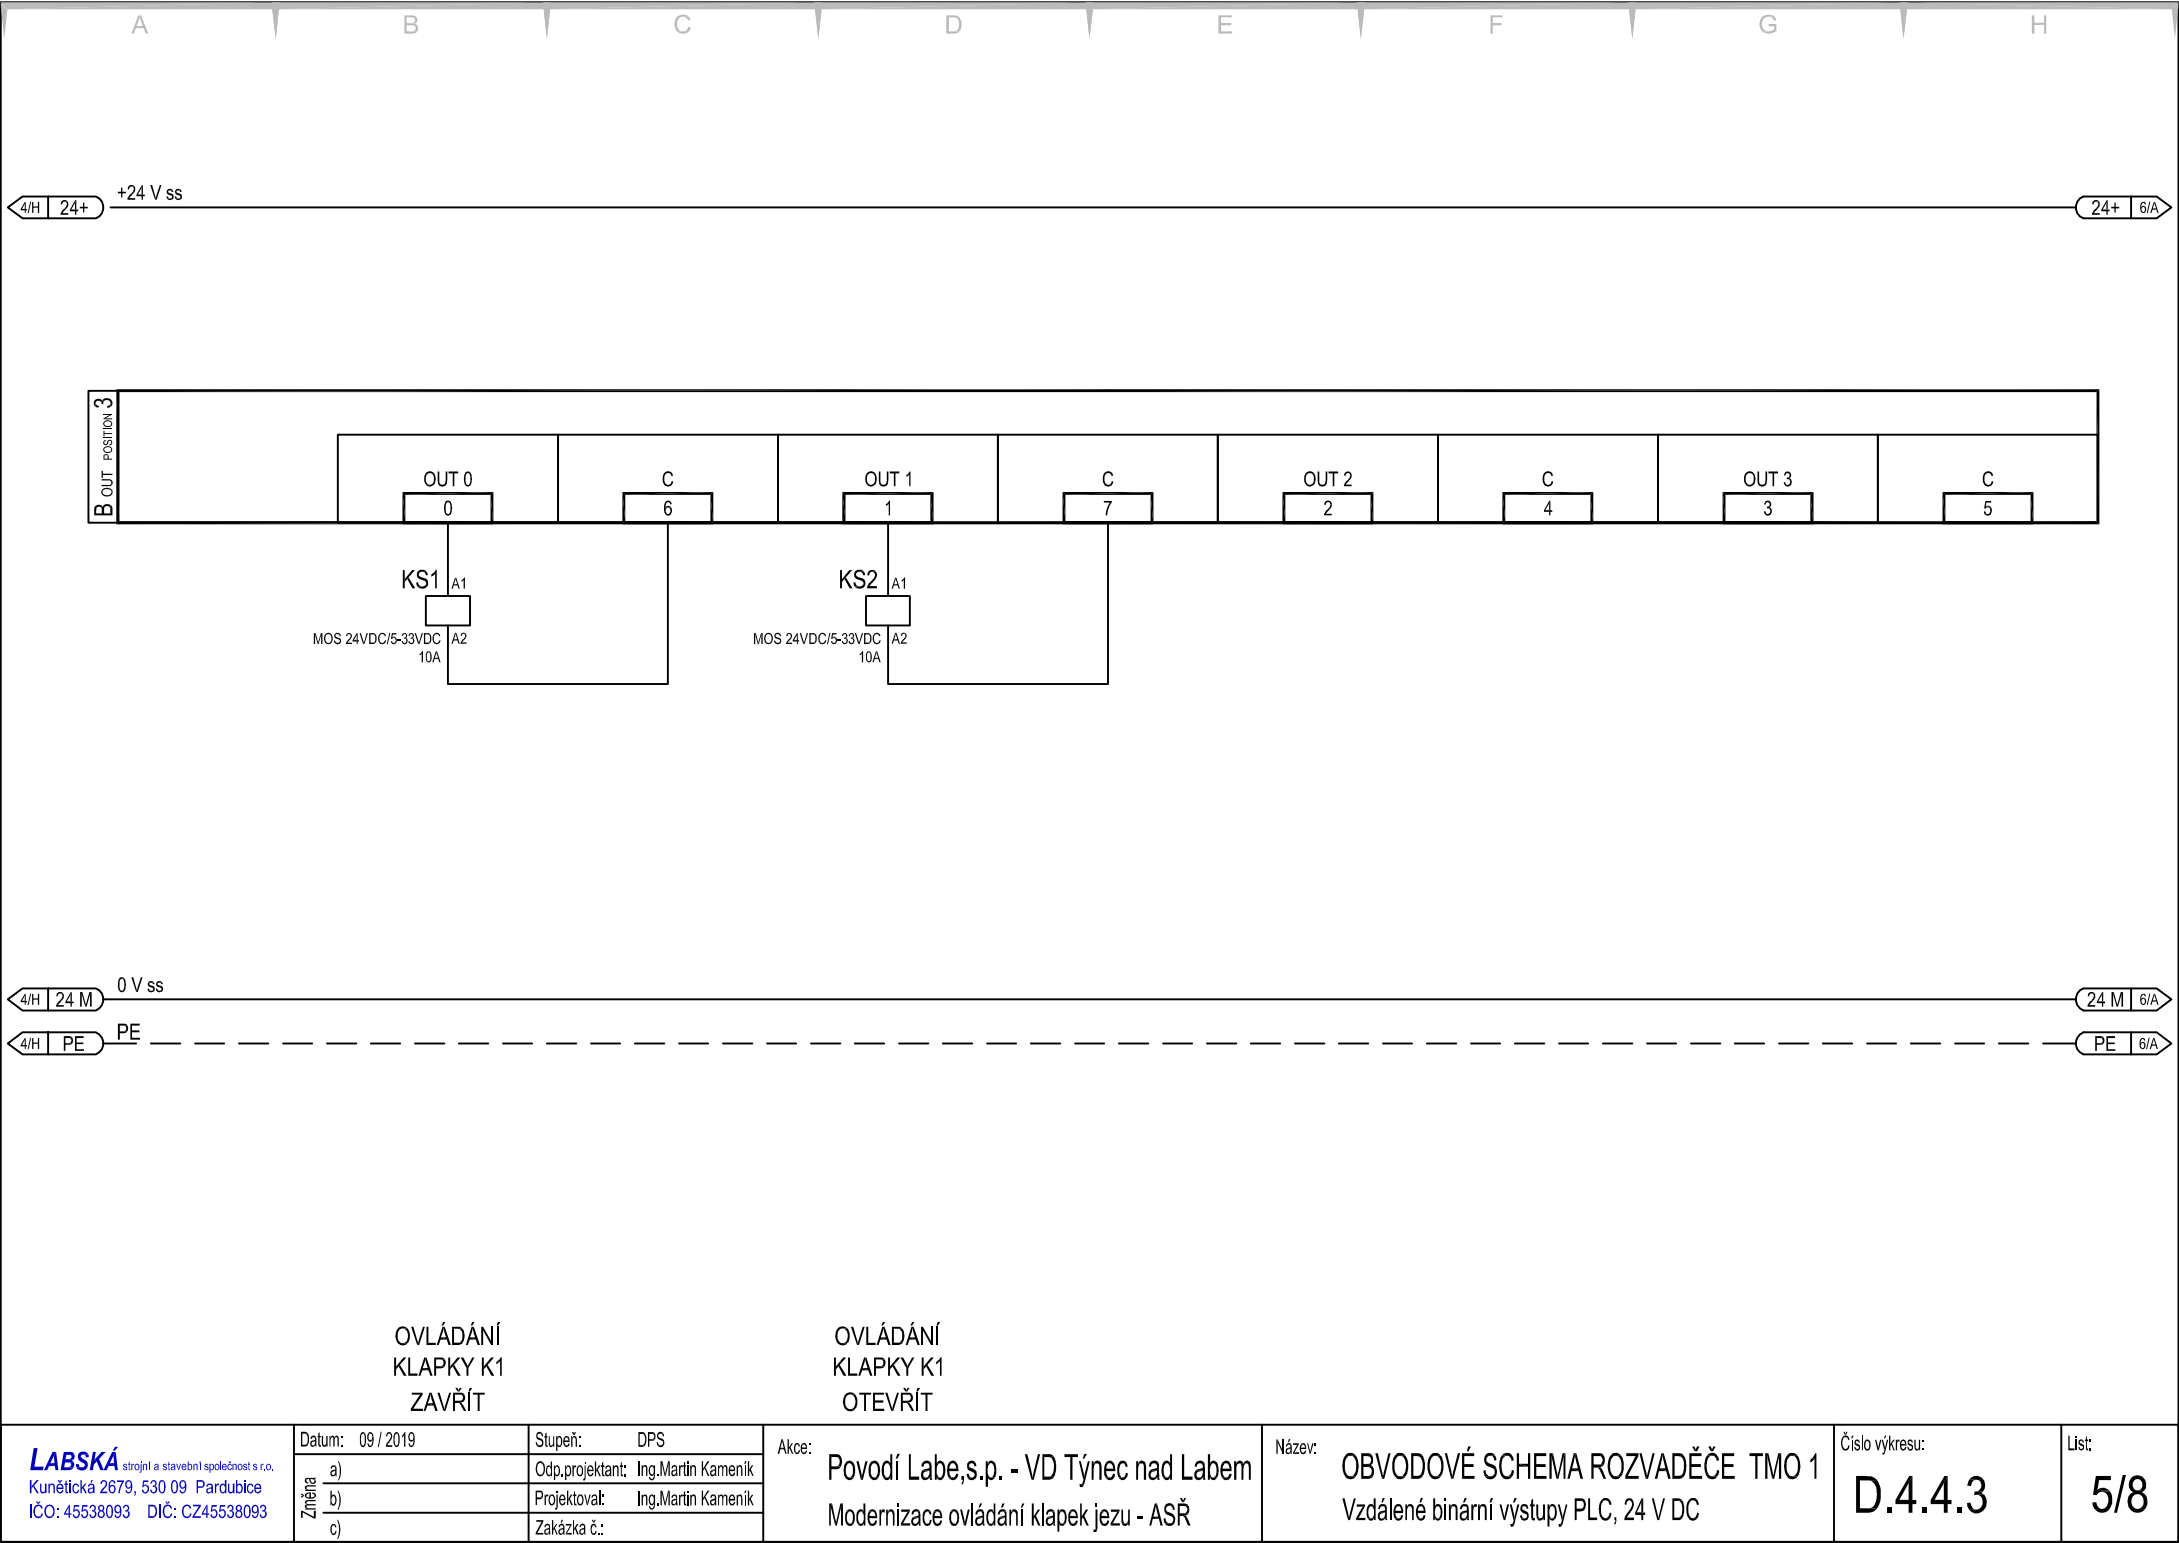 A B C D E F G H
4/H 24+ +24 V ss 24+ 6/A
B OUT POSITION 3
OUT 0 C OUT 1 C OUT 2 C OUT 3 C
0 6 1 7 2 4 3 5
KS1 A1 KS2 A1
MOS 24VDC/5-33VDC A2 MOS 24VDC/5-33VDC A2
10A 10A
0 V ss
4/H 24 M 24 M 6/A
PE
4/H PE PE 6/A
OVLÁDÁNÍ
KLAPKY K1
ZAVŘÍT
OVLÁDÁNÍ
KLAPKY K1
OTEVŘÍT
LABSKÁ strojní a stavební společnost s r.o.
Kunětická 2679, 530 09 Pardubice
IČO: 45538093 DIČ: CZ45538093
Datum: 09 / 2019
Změna
a)
b)
c)
Stupeň: DPS
Odp.projektant: Ing.Martin Kameník
Projektoval: Ing.Martin Kameník
Zakázka č.:
Akce:
Povodí Labe,s.p. - VD Týnec nad Labem
Modernizace ovládání klapek jezu - ASŘ
Název:
OBVODOVÉ SCHEMA ROZVADĚČE TMO 1
Vzdálené binární výstupy PLC, 24 V DC
Číslo výkresu:
D.4.4.3
List:
5/8